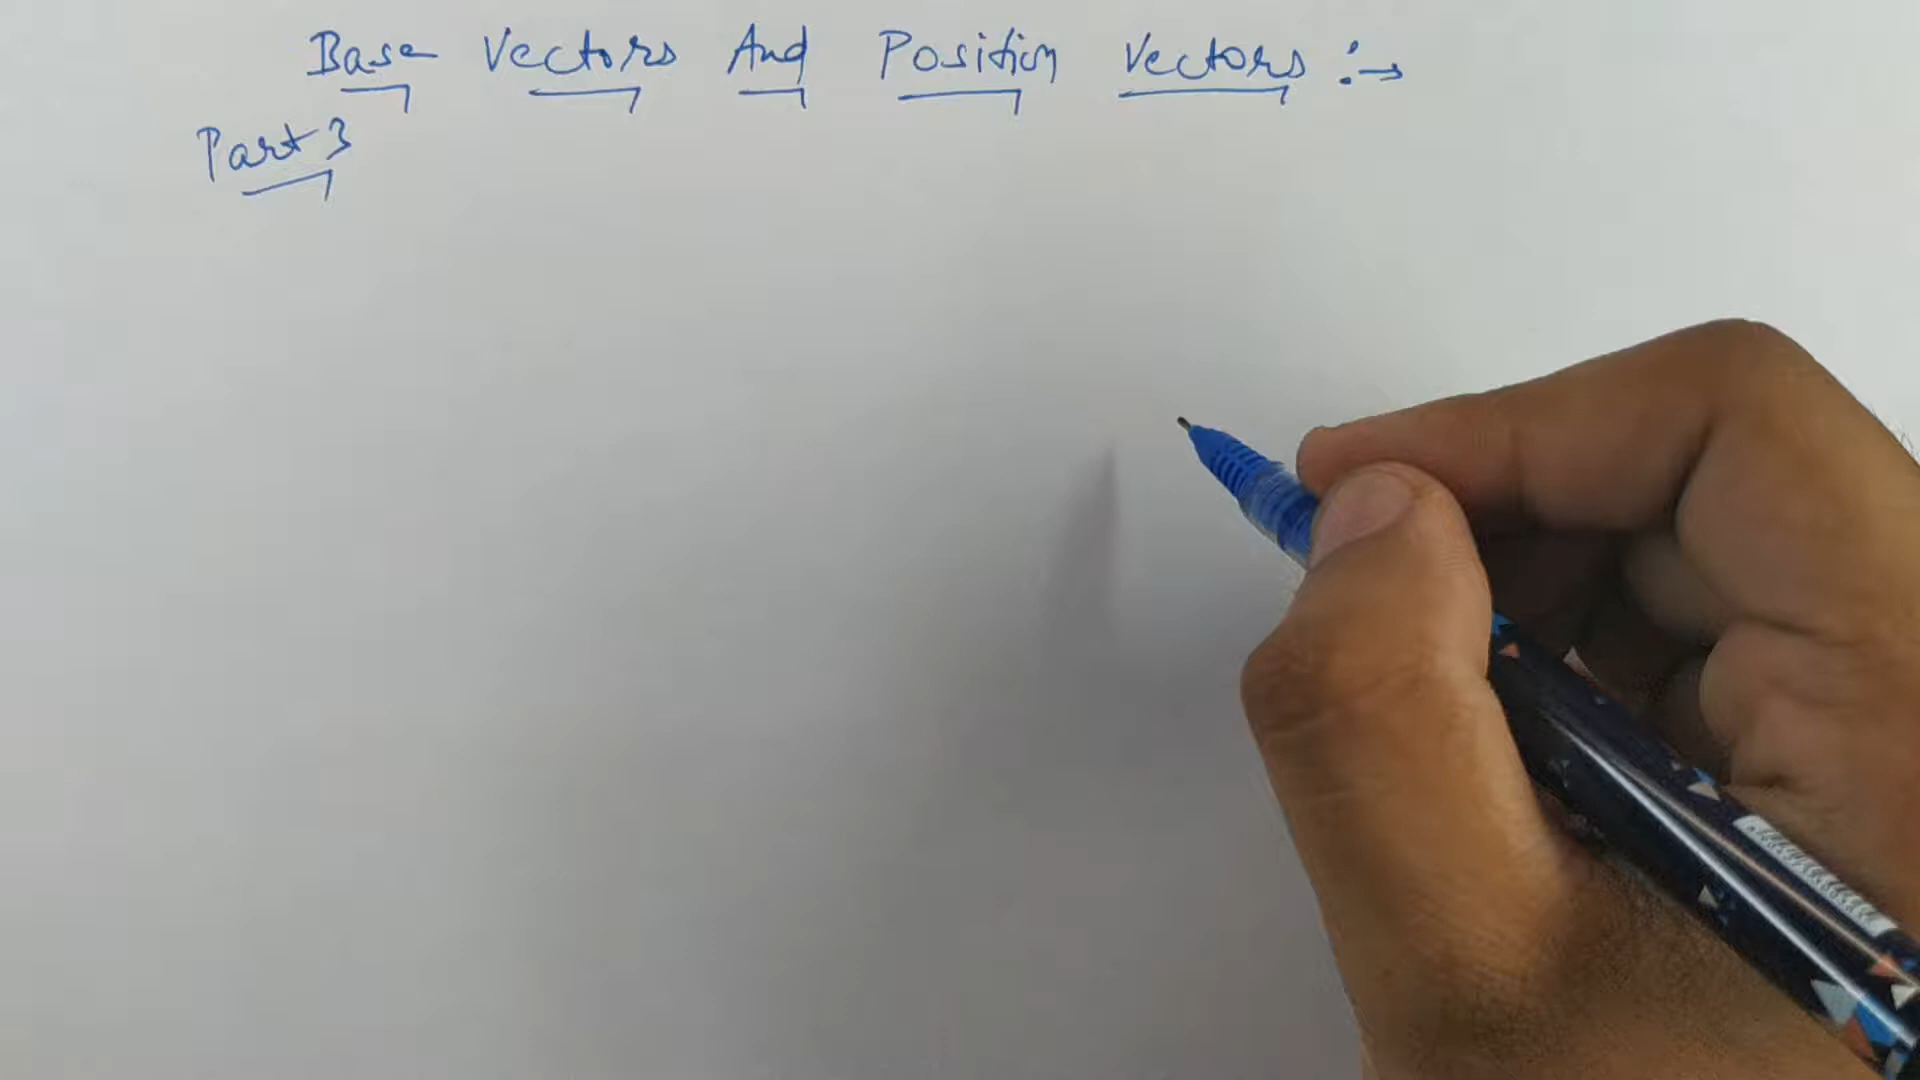 Base Vectors And Position Vectors :→
Part 3